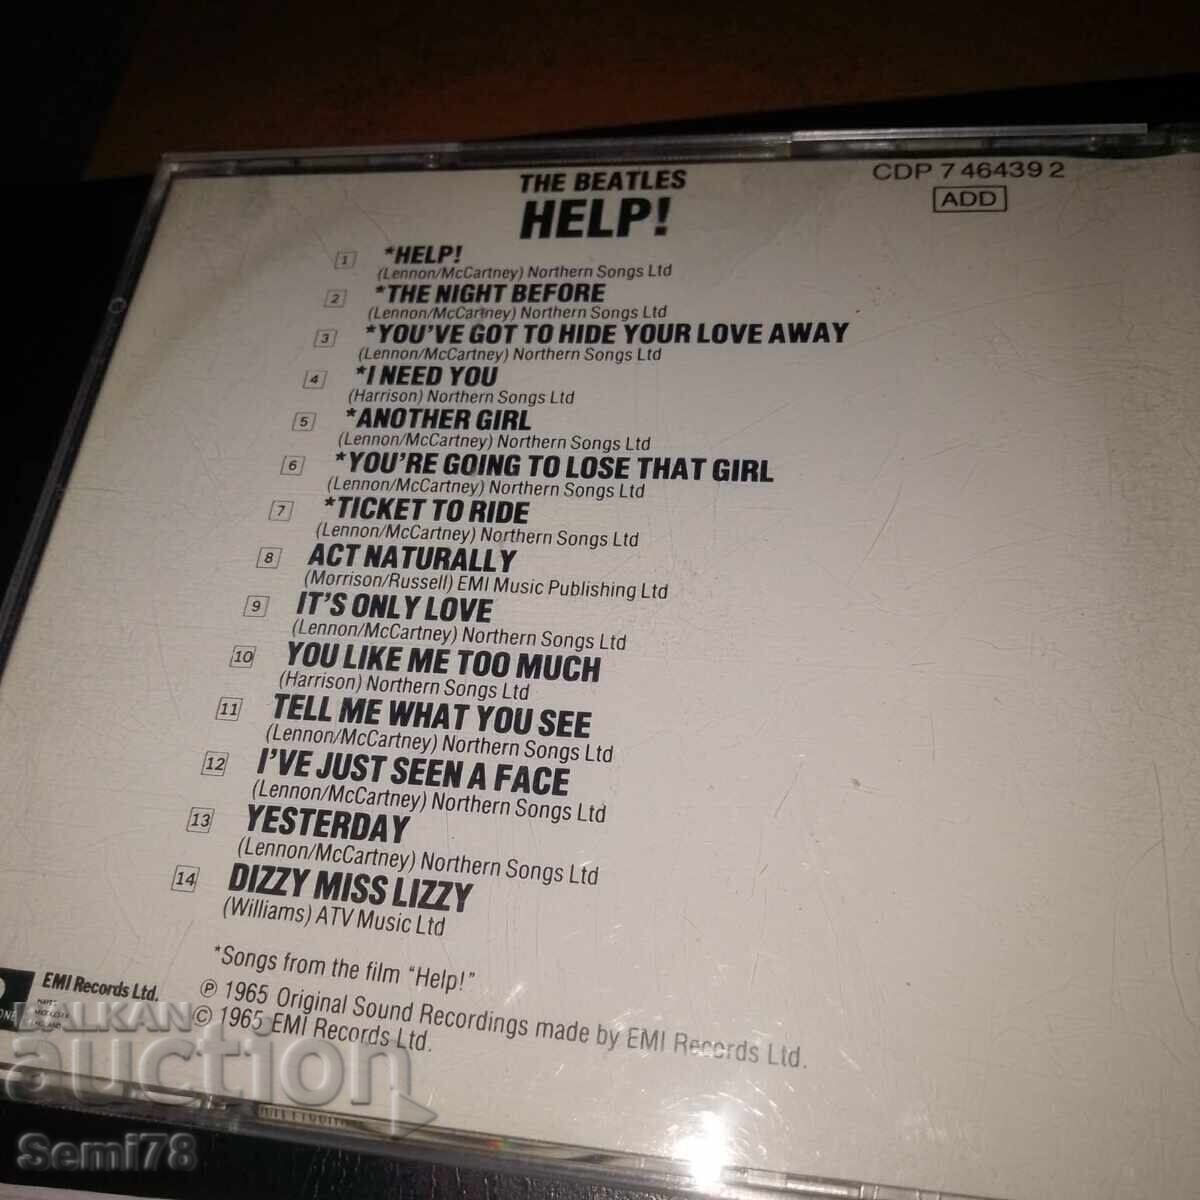 THE BEATLES
HELP!
CDP 7 46439 2
ADD
1 *HELP!
(Lennon/McCartney) Northern Songs Ltd
2 *THE NIGHT BEFORE
(Lennon/McCartney) Northern Songs Ltd
3 *YOU'VE GOT TO HIDE YOUR LOVE AWAY
(Lennon/McCartney) Northern Songs Ltd
4 *I NEED YOU
(Harrison) Northern Songs Ltd
5 *ANOTHER GIRL
(Lennon/McCartney) Northern Songs Ltd
6 *YOU'RE GOING TO LOSE THAT GIRL
(Lennon/McCartney) Northern Songs Ltd
7 *TICKET TO RIDE
(Lennon/McCartney) Northern Songs Ltd
8 ACT NATURALLY
(Morrison/Russell) EMI Music Publishing Ltd
9 IT'S ONLY LOVE
(Lennon/McCartney) Northern Songs Ltd
10 YOU LIKE ME TOO MUCH
(Harrison) Northern Songs Ltd
11 TELL ME WHAT YOU SEE
(Lennon/McCartney) Northern Songs Ltd
12 I'VE JUST SEEN A FACE
(Lennon/McCartney) Northern Songs Ltd
13 YESTERDAY
(Lennon/McCartney) Northern Songs Ltd
14 DIZZY MISS LIZZY
(Williams) ATV Music Ltd
*Songs from the film "Help!"
℗ 1965 Original Sound Recordings made by EMI Records Ltd.
© 1965 EMI Records Ltd.
EMI Records Ltd.
BALKAN
auction
Semi78